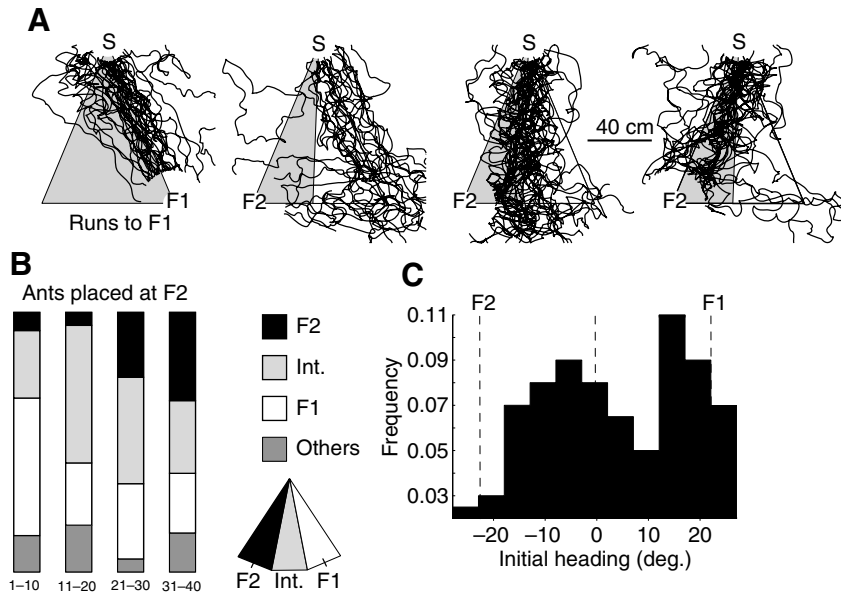 A
S
S
S
S
40 cm
F1
F2
F2
F2
Runs to F1
B
Ants placed at F2
F2
Int.
F1
Others
F2 Int. F1
1–10 11–20 21–30 31–40
C
F2
F1
0.11
0.09
0.07
0.05
0.03
Frequency
−20 −10 0 10 20
Initial heading (deg.)